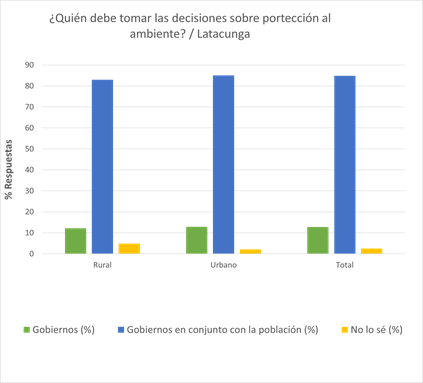 ¿Quién debe tomar las decisiones sobre portección al
ambiente? / Latacunga
% Respuestas
90
80
70
60
50
40
30
20
10
0
Rural Urbano Total
Gobiernos (%) Gobiernos en conjunto con la población (%) No lo sé (%)